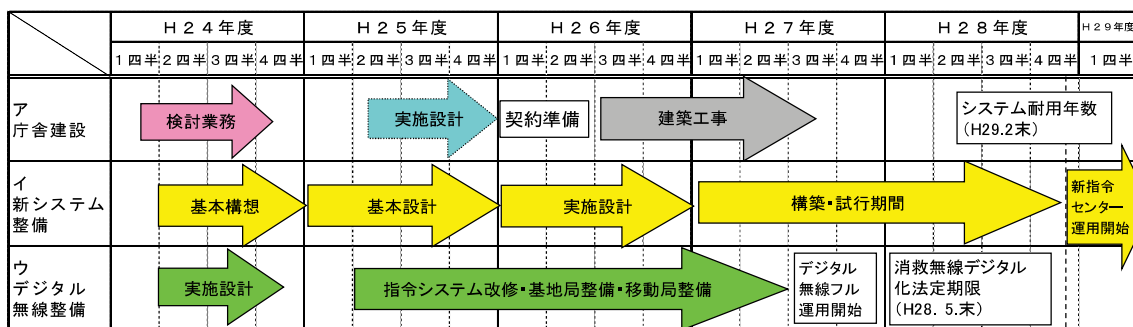 Ｈ２４年度 Ｈ２５年度 Ｈ２６年度 Ｈ２７年度 Ｈ２８年度 Ｈ２９年度
１四半 ２四半 ３四半 ４四半 １四半 ２四半 ３四半 ４四半 １四半 ２四半 ３四半 ４四半 １四半 ２四半 ３四半 ４四半 １四半 ２四半 ３四半 ４四半 １四半
ア
庁舎建設
検討業務
実施設計
契約準備
建築工事
システム耐用年数
（H29.2末）
イ
新システム
整備
基本構想
基本設計
実施設計
構築・試行期間
新指令
センター
運用開始
ウ
デジタル
無線整備
実施設計
指令システム改修・基地局整備・移動局整備
デジタル
無線フル
運用開始
消救無線デジタル
化法定期限
（H28. 5.末）